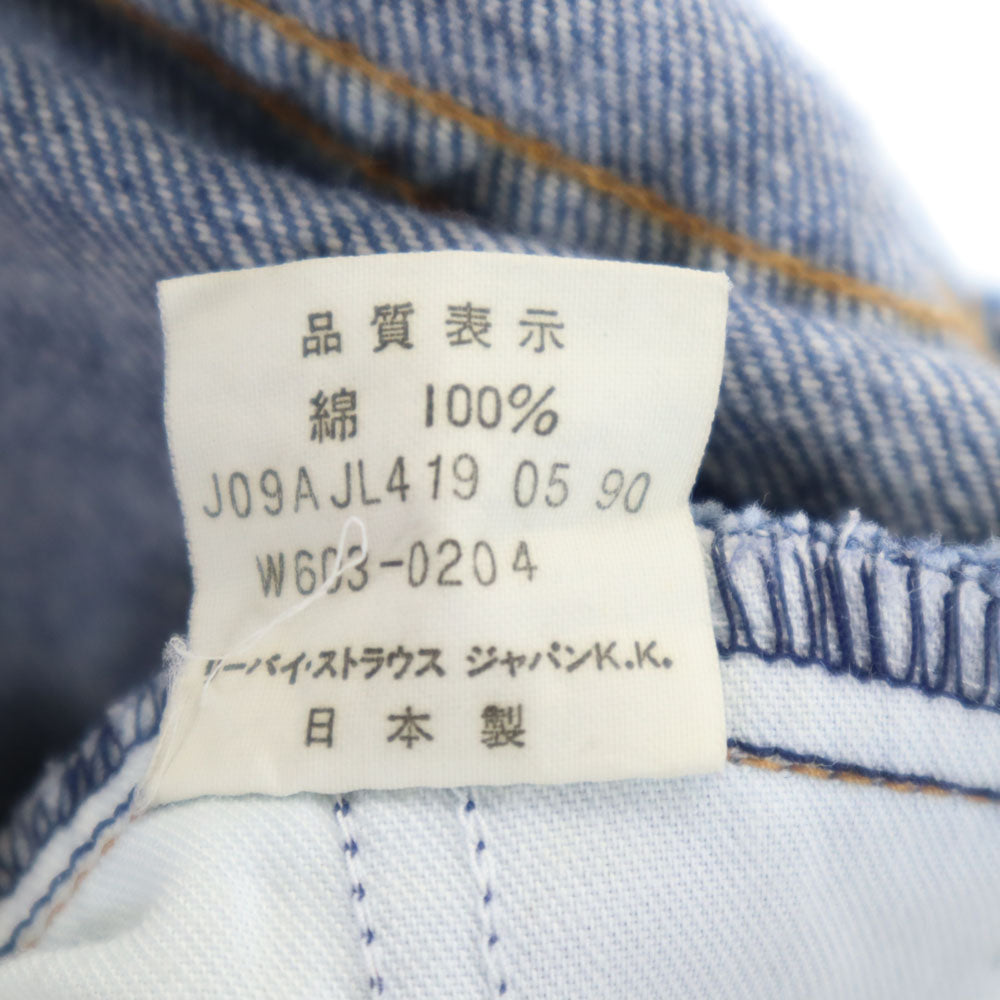 品質表示
綿 100%
J09AJL419 05 90
W603-0204
リーバイ・ストラウス ジャパンK.K.
日本製